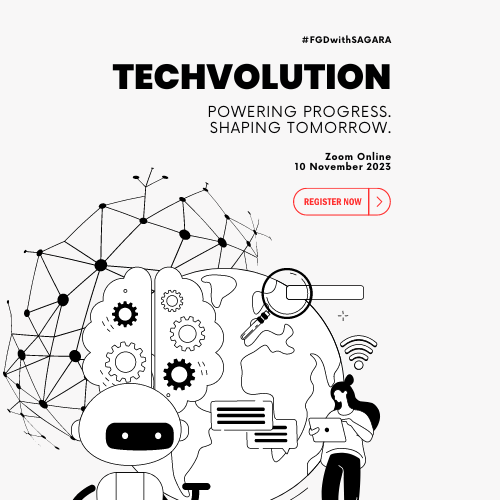 #FGDwithSAGARA
TECHVOLUTION
POWERING PROGRESS.
SHAPING TOMORROW.
Zoom Online
10 November 2023
REGISTER NOW